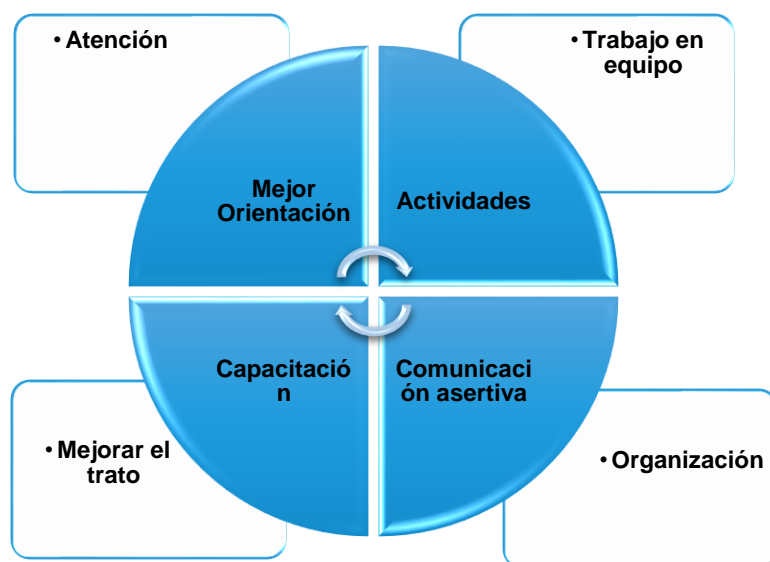 • Atención
• Trabajo en
equipo
Mejor
Orientación
Actividades
Capacitació
n
Comunicaci
ón asertiva
• Mejorar el
trato
• Organización